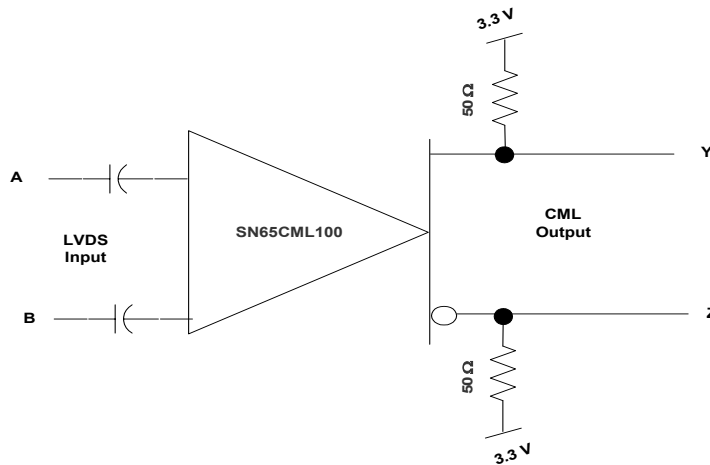 3.3 V
50 Ω
A
Y
SN65CML100
CML
Output
LVDS
Input
B
Z
50 Ω
3.3 V